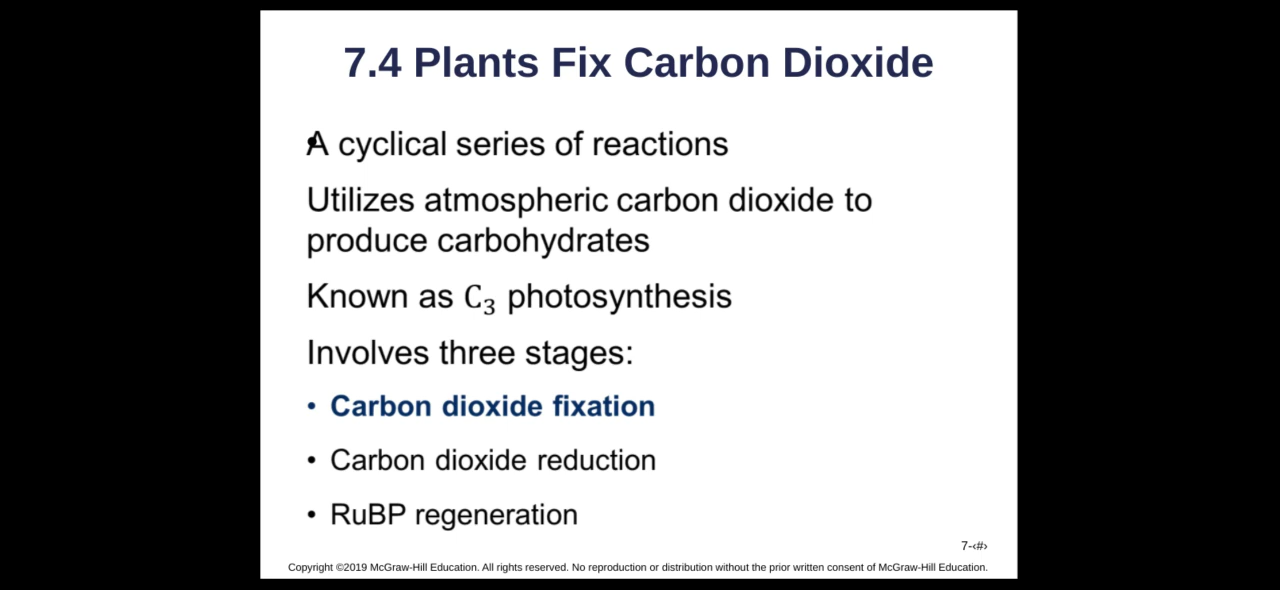 7.4 Plants Fix Carbon Dioxide
• A cyclical series of reactions
Utilizes atmospheric carbon dioxide to
produce carbohydrates
Known as C₃ photosynthesis
Involves three stages:
• Carbon dioxide fixation
• Carbon dioxide reduction
• RuBP regeneration
7-‹#›
Copyright ©2019 McGraw-Hill Education. All rights reserved. No reproduction or distribution without the prior written consent of McGraw-Hill Education.